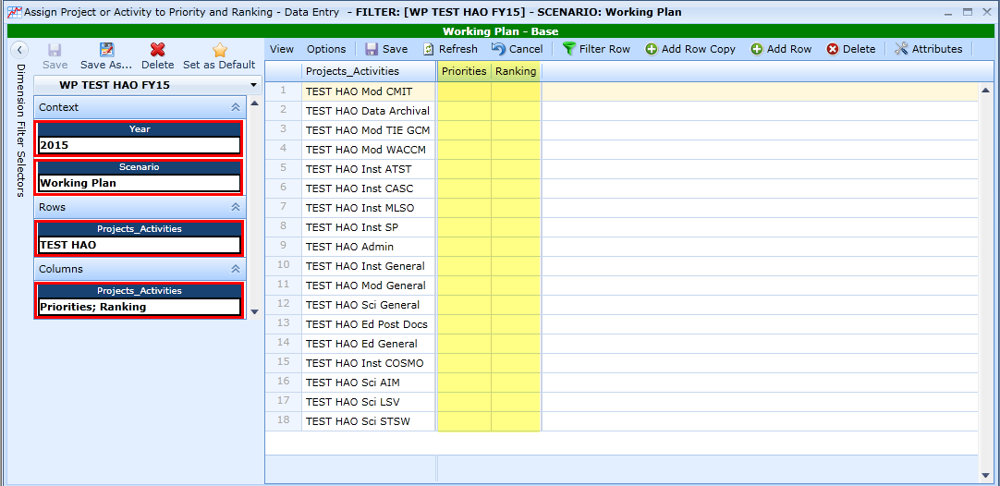 Assign Project or Activity to Priority and Ranking - Data Entry - FILTER: [WP TEST HAO FY15] - SCENARIO: Working Plan
Working Plan - Base
Save Save As... Delete Set as Default
View Options Save Refresh Cancel Filter Row Add Row Copy Add Row Delete Attributes
Dimension Filter Selectors
WP TEST HAO FY15
Context
Year
2015
Scenario
Working Plan
Rows
Projects_Activities
TEST HAO
Columns
Projects_Activities
Priorities; Ranking
Projects_Activities Priorities Ranking
1 TEST HAO Mod CMIT
2 TEST HAO Data Archival
3 TEST HAO Mod TIE GCM
4 TEST HAO Mod WACCM
5 TEST HAO Inst ATST
6 TEST HAO Inst CASC
7 TEST HAO Inst MLSO
8 TEST HAO Inst SP
9 TEST HAO Admin
10 TEST HAO Inst General
11 TEST HAO Mod General
12 TEST HAO Sci General
13 TEST HAO Ed Post Docs
14 TEST HAO Ed General
15 TEST HAO Inst COSMO
16 TEST HAO Sci AIM
17 TEST HAO Sci LSV
18 TEST HAO Sci STSW